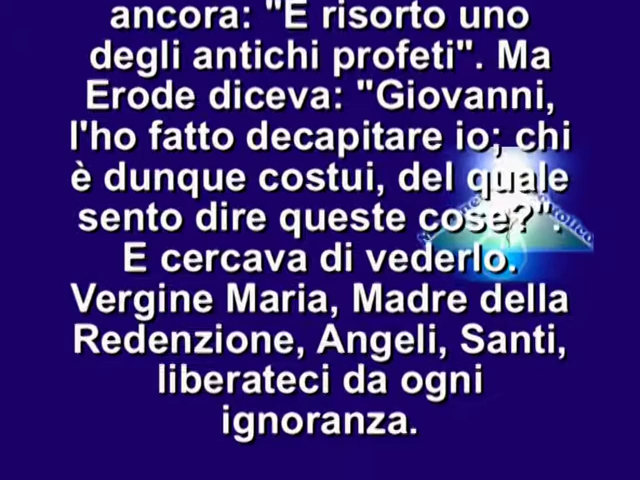 ancora: "È risorto uno
degli antichi profeti". Ma
Erode diceva: "Giovanni,
l'ho fatto decapitare io; chi
è dunque costui, del quale
sento dire queste cose?".
E cercava di vederlo.
Vergine Maria, Madre della
Redenzione, Angeli, Santi,
liberateci da ogni
ignoranza.